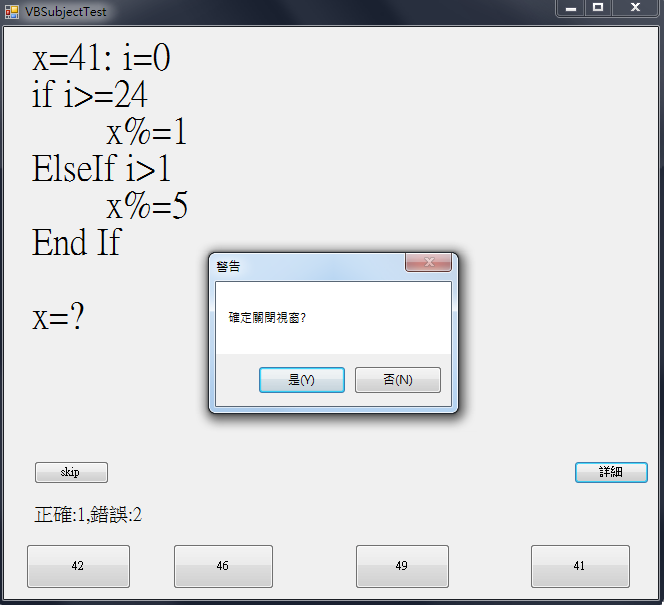 VBSubjectTest
x=41: i=0
if i>=24
x%=1
ElseIf i>1
x%=5
End If
警告
確定關閉視窗?
x=?
是(Y)
否(N)
skip
詳細
正確:1,錯誤:2
42
46
49
41